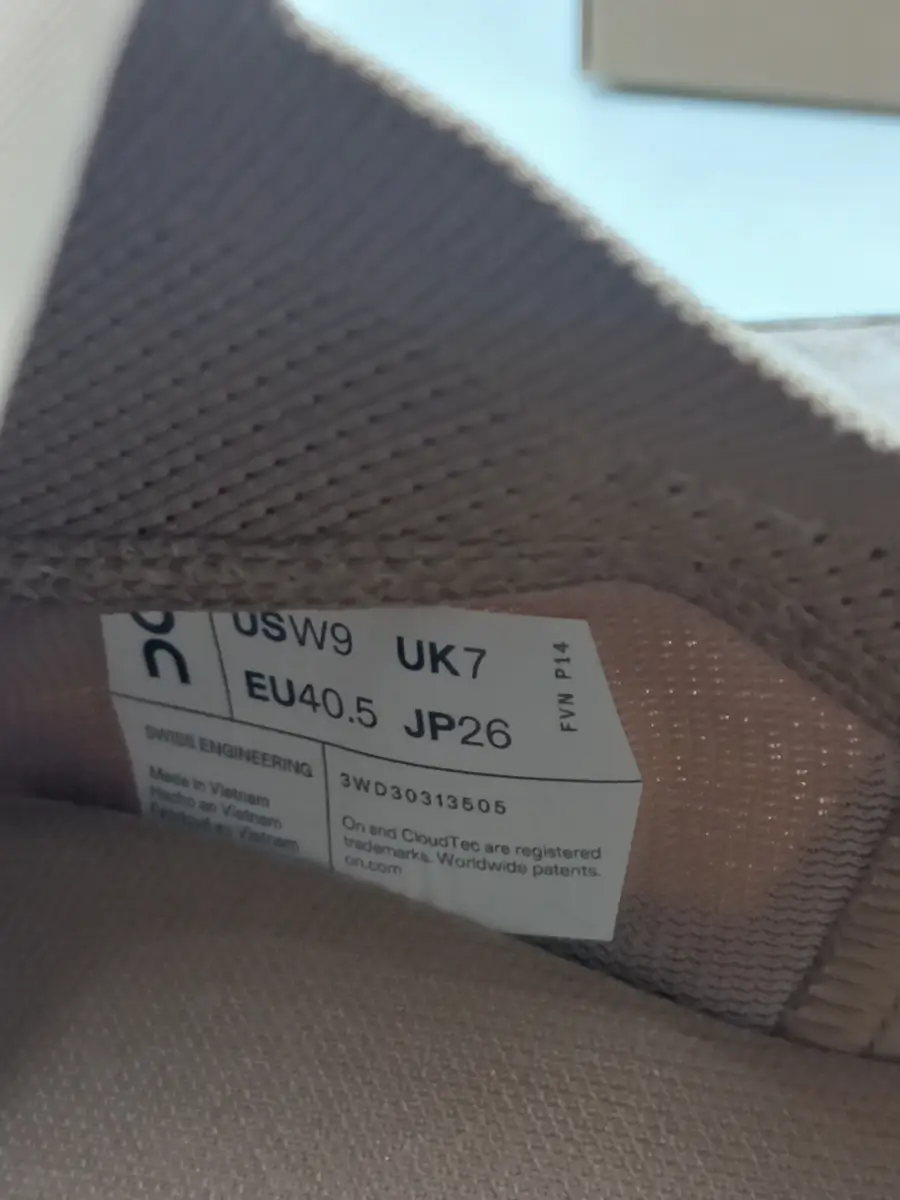 USW9 UK7
EU40.5 JP26
FVN P14
SWISS ENGINEERING
Made in Vietnam
Hecho en Vietnam
Vietnam
3WD30313505
On and CloudTec are registered
trademarks. Worldwide patents.
on.com